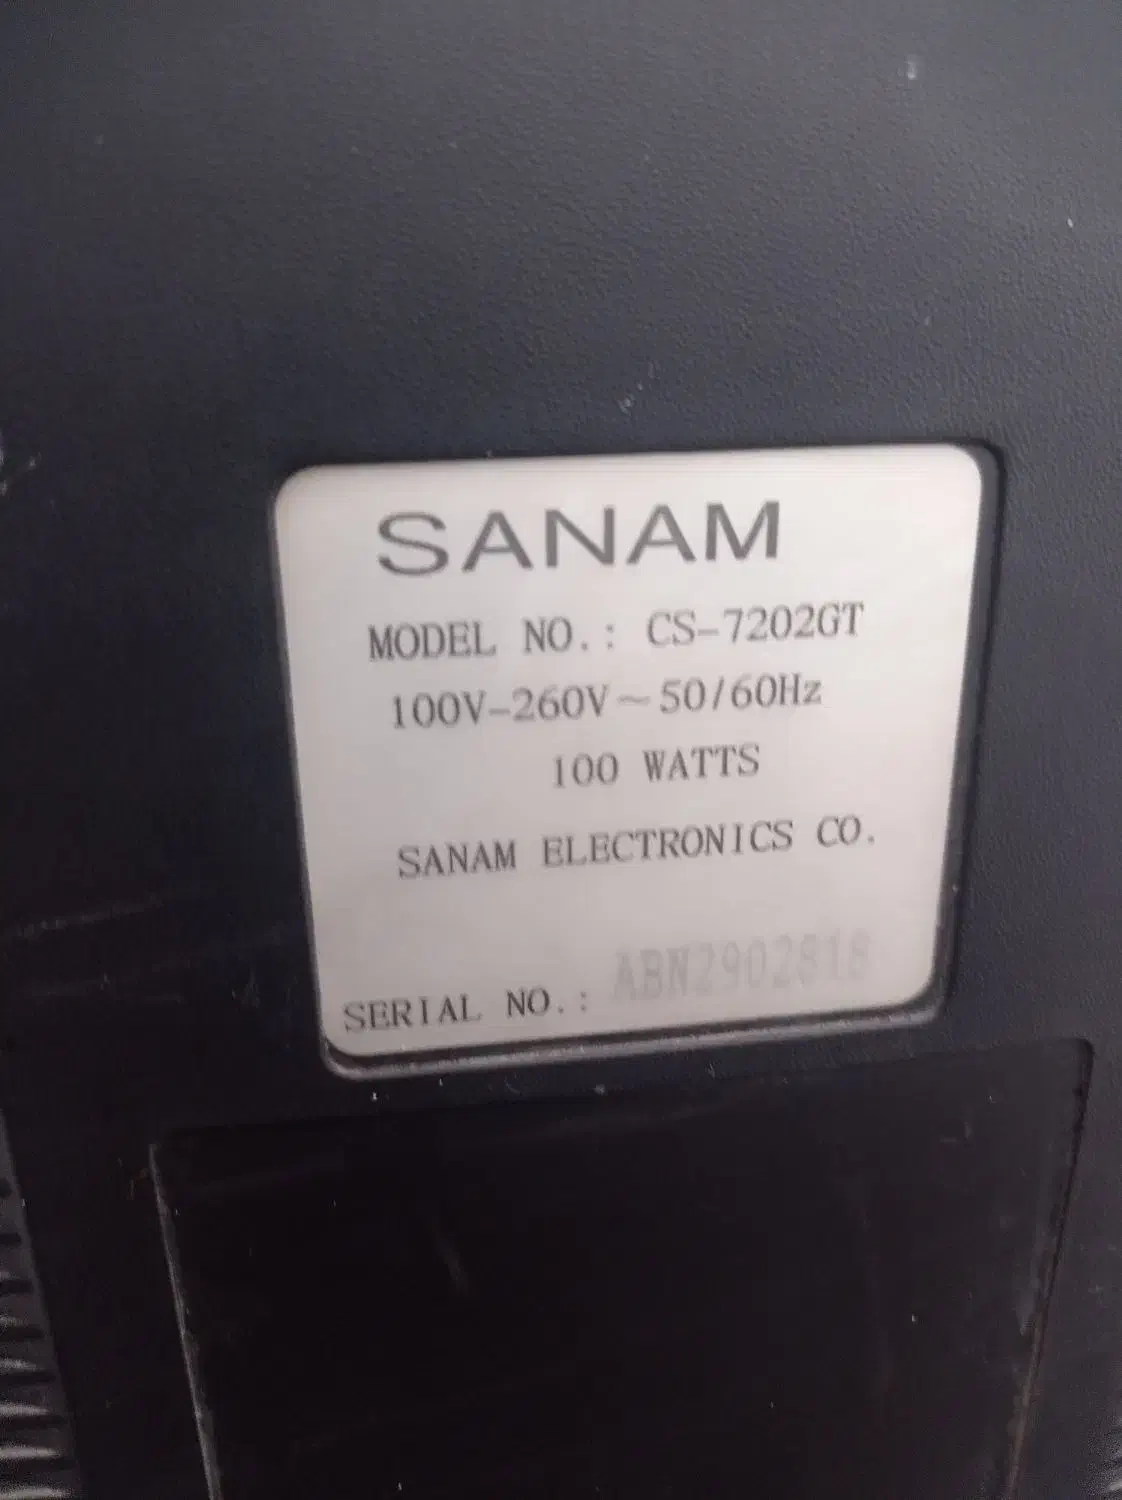 SANAM
MODEL NO.: CS-7202GT
100V-260V~50/60Hz
100 WATTS
SANAM ELECTRONICS CO.
SERIAL NO.: ABN2902818